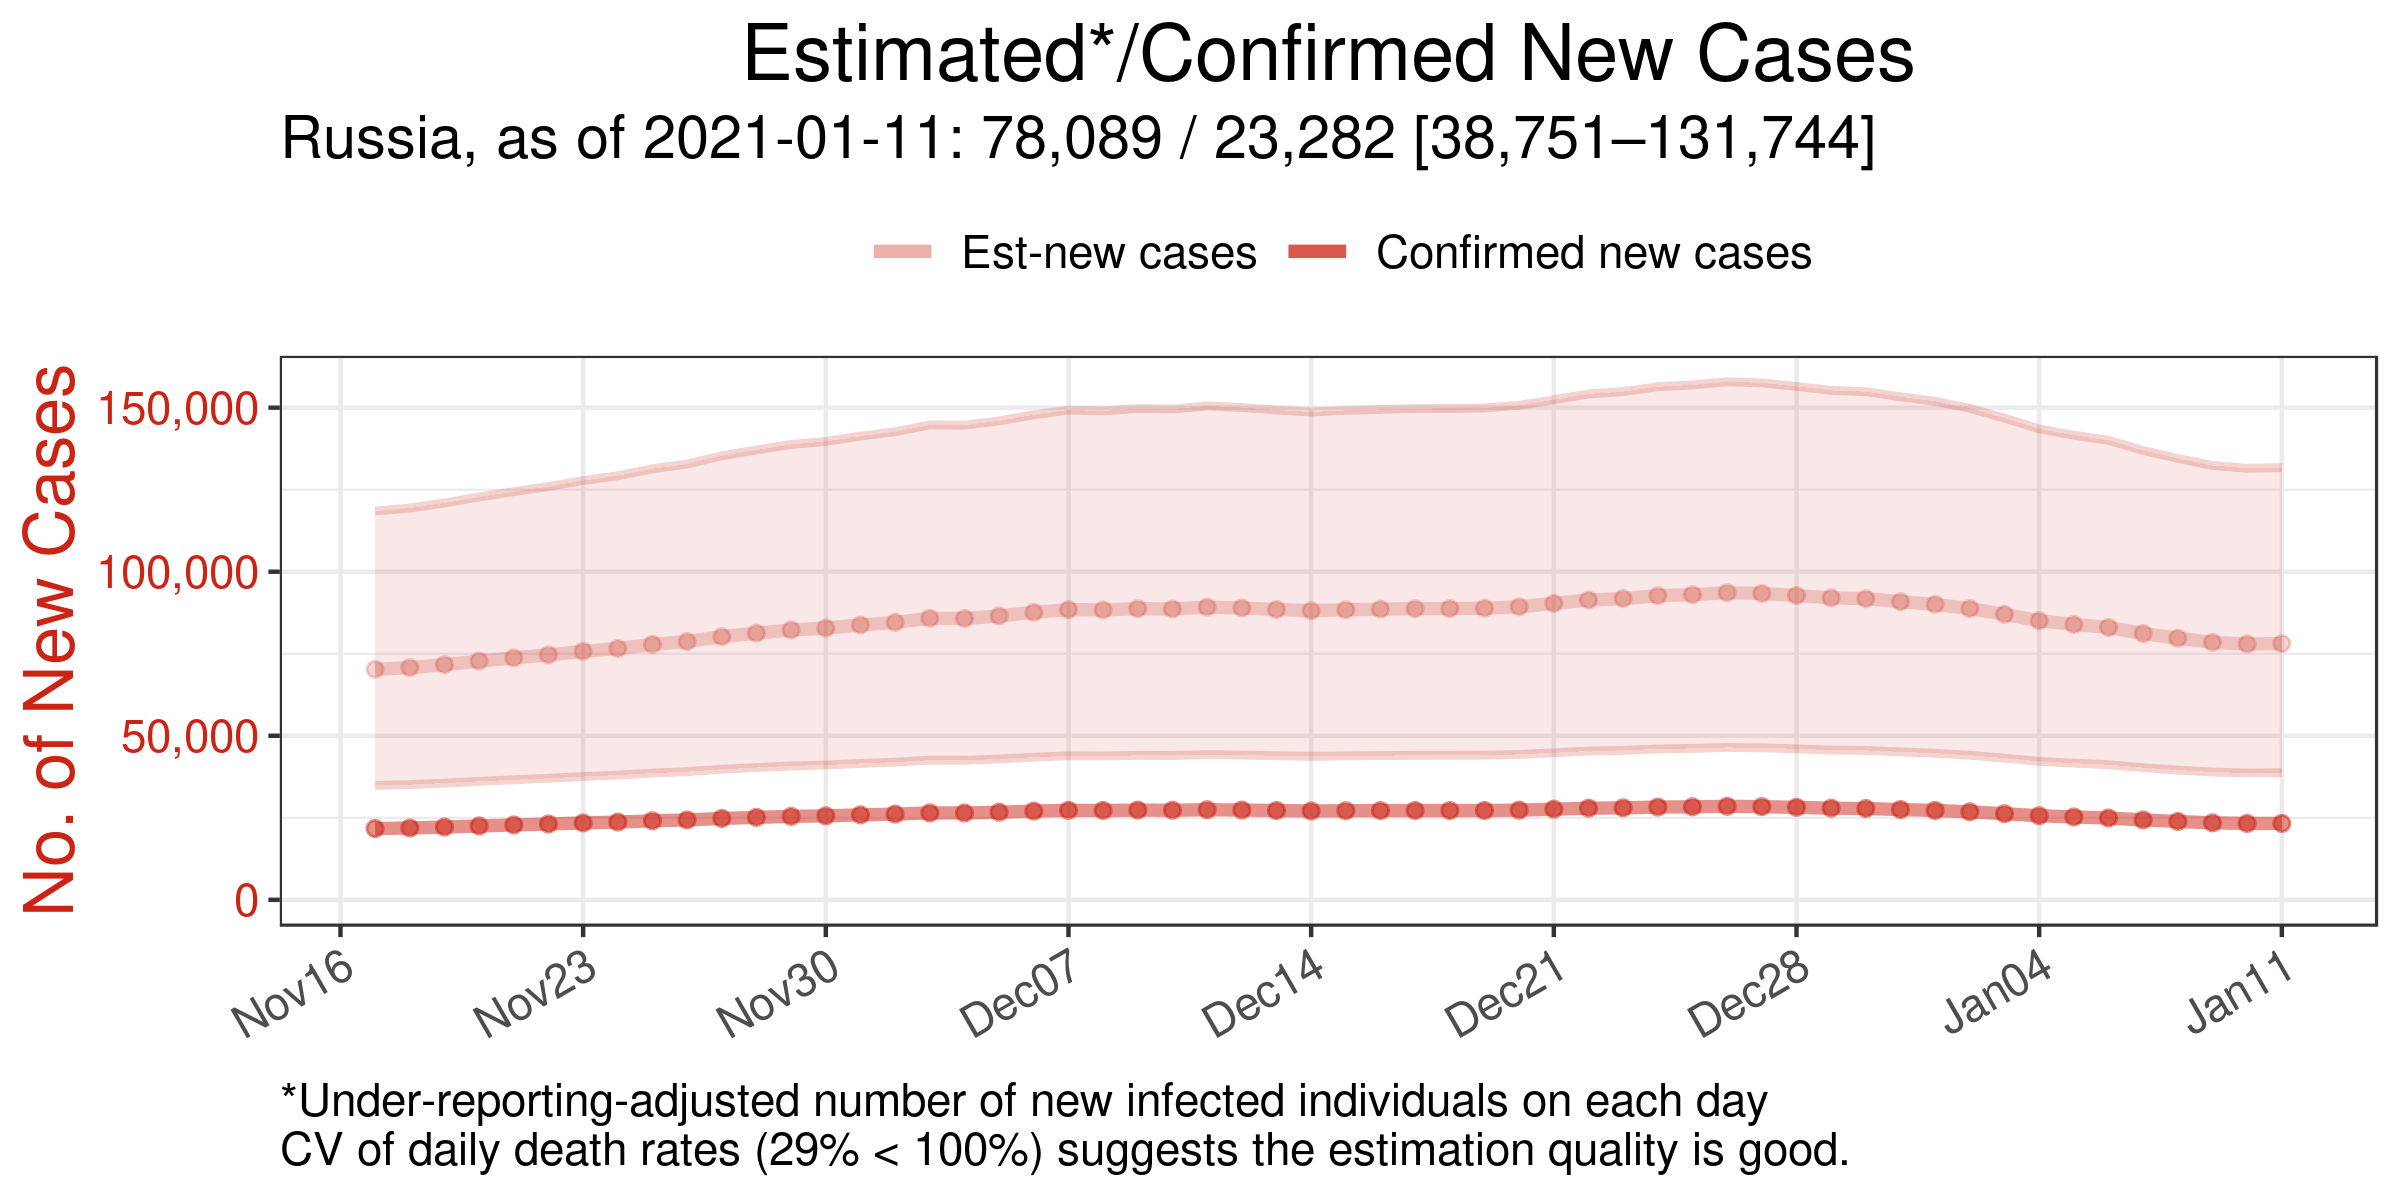 Estimated*/Confirmed New Cases
Russia, as of 2021-01-11: 78,089 / 23,282 [38,751–131,744]
Est-new cases Confirmed new cases
No. of New Cases
150,000
100,000
50,000
0
Nov16 Nov23 Nov30 Dec07 Dec14 Dec21 Dec28 Jan04 Jan11
*Under-reporting-adjusted number of new infected individuals on each day
CV of daily death rates (29% < 100%) suggests the estimation quality is good.